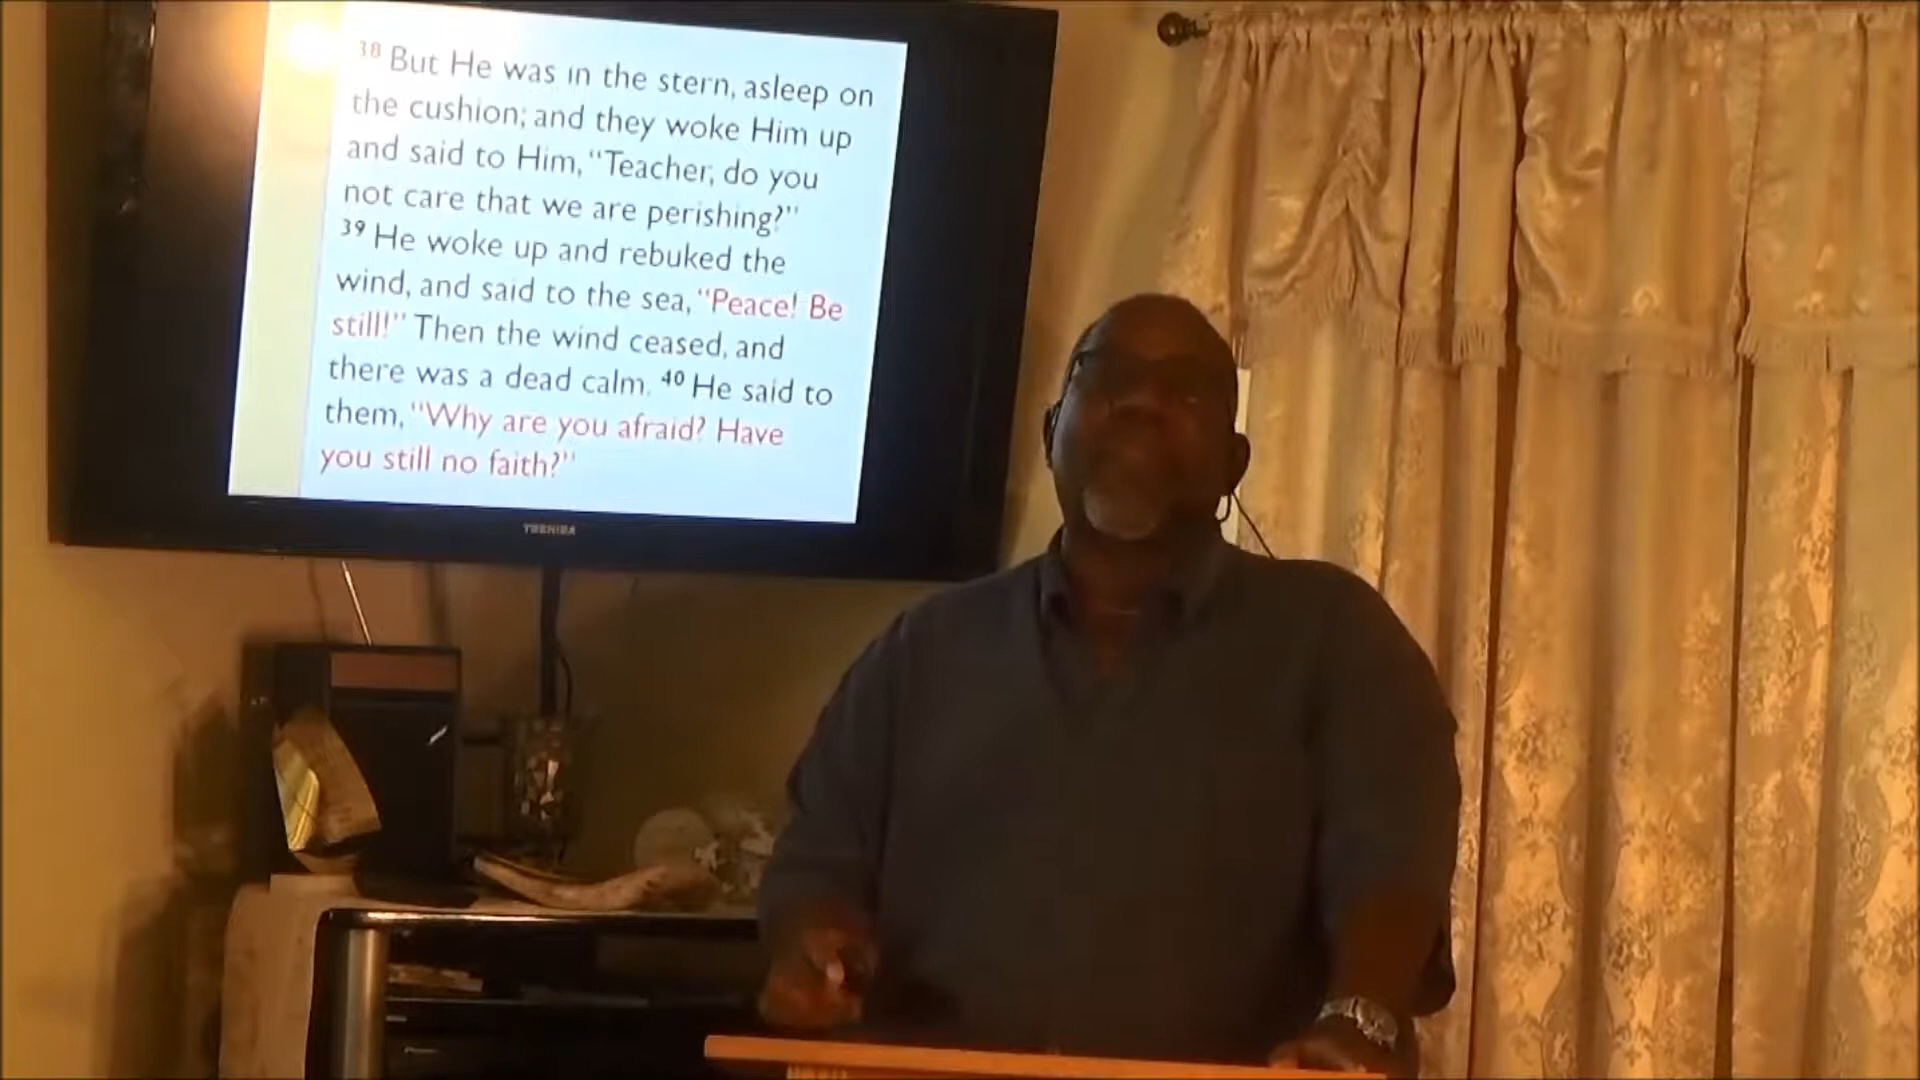 38 But He was in the stern, asleep on
the cushion; and they woke Him up
and said to Him, “Teacher, do you
not care that we are perishing?”
39 He woke up and rebuked the
wind, and said to the sea, “Peace! Be
still!” Then the wind ceased, and
there was a dead calm. 40 He said to
them, “Why are you afraid? Have
you still no faith?”
TOSHIBA